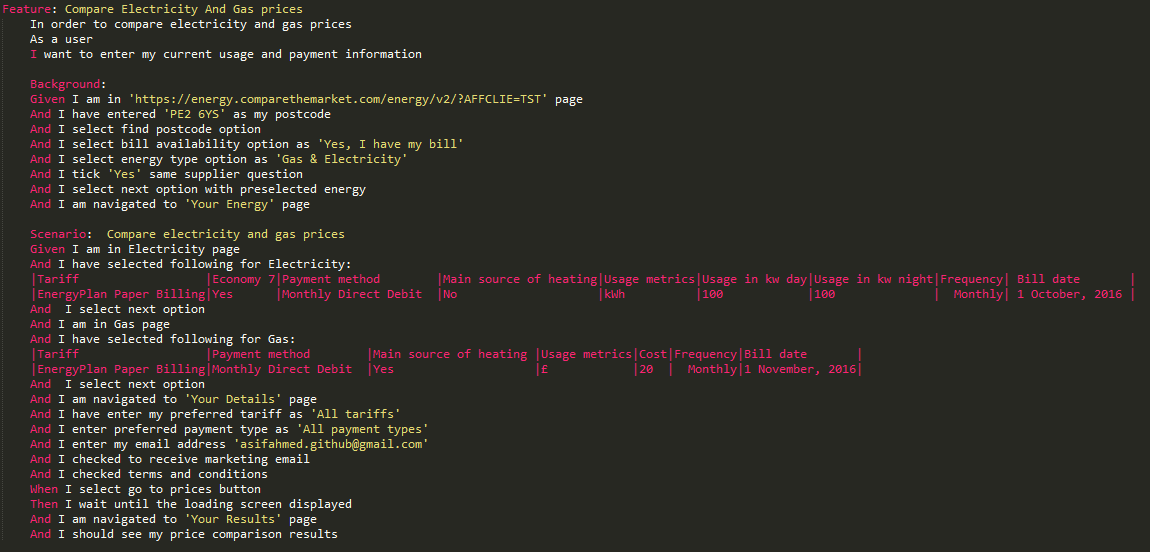 Feature: Compare Electricity And Gas prices
In order to compare electricity and gas prices
As a user
I want to enter my current usage and payment information
Background:
Given I am in 'https://energy.comparethemarket.com/energy/v2/?AFFCLIE=TST' page
And I have entered 'PE2 6YS' as my postcode
And I select find postcode option
And I select bill availability option as 'Yes, I have my bill'
And I select energy type option as 'Gas & Electricity'
And I tick 'Yes' same supplier question
And I select next option with preselected energy
And I am navigated to 'Your Energy' page
Scenario:  Compare electricity and gas prices
Given I am in Electricity page
And I have selected following for Electricity:
|Tariff                  |Economy 7|Payment method        |Main source of heating|Usage metrics|Usage in kw day|Usage in kw night|Frequency| Bill date       |
|EnergyPlan Paper Billing|Yes      |Monthly Direct Debit  |No                    |kWh          |100            |100              |  Monthly| 1 October, 2016 |
And  I select next option
And I am in Gas page
And I have selected following for Gas:
|Tariff                  |Payment method        |Main source of heating |Usage metrics|Cost|Frequency|Bill date       |
|EnergyPlan Paper Billing|Monthly Direct Debit  |Yes                    |£            |20  |  Monthly|1 November, 2016|
And  I select next option
And I am navigated to 'Your Details' page
And I have enter my preferred tariff as 'All tariffs'
And I enter preferred payment type as 'All payment types'
And I enter my email address 'asifahmed.github@gmail.com'
And I checked to receive marketing email
And I checked terms and conditions
When I select go to prices button
Then I wait until the loading screen displayed
And I am navigated to 'Your Results' page
And I should see my price comparison results